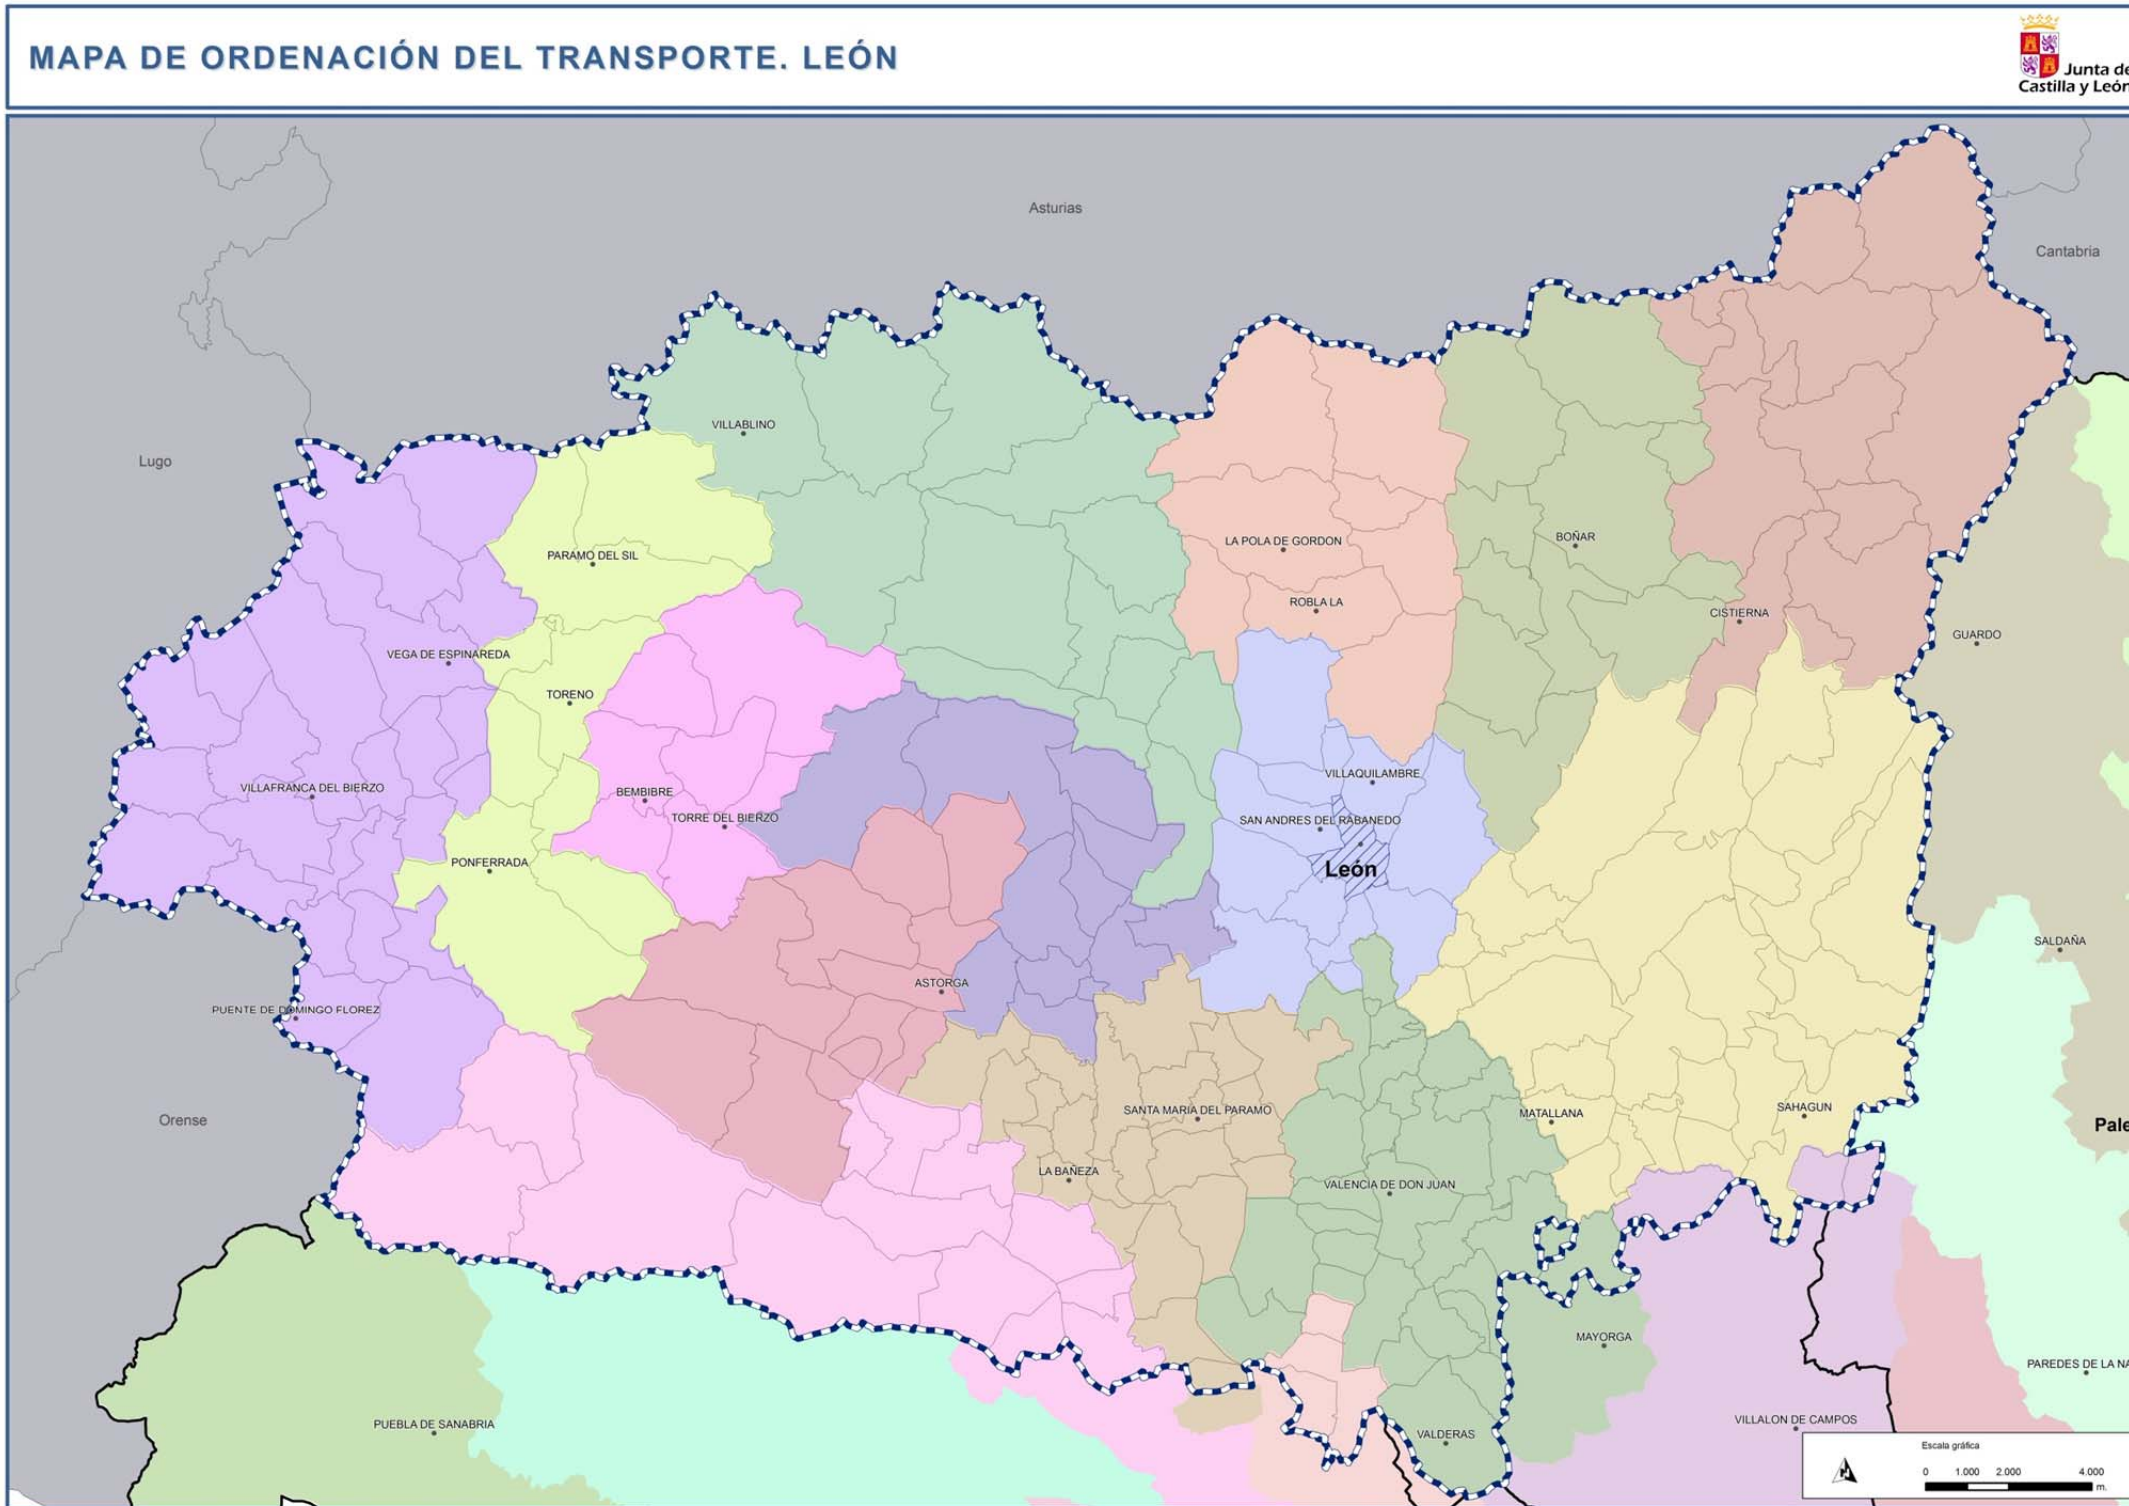 MAPA DE ORDENACIÓN DEL TRANSPORTE. LEÓN
Junta de
Castilla y León
Asturias
Cantabria
Lugo
VILLABLINO
LA POLA DE GORDON
BOÑAR
PARAMO DEL SIL
ROBLA LA
CISTIERNA
GUARDO
VEGA DE ESPINAREDA
TORENO
VILLAQUILAMBRE
VILLAFRANCA DEL BIERZO
BEMBIBRE
TORRE DEL BIERZO
SAN ANDRES DEL RABANEDO
PONFERRADA
León
SALDAÑA
ASTORGA
PUENTE DE DOMINGO FLOREZ
Orense
SANTA MARIA DEL PARAMO
MATALLANA
SAHAGUN
Pale
LA BAÑEZA
VALENCIA DE DON JUAN
MAYORGA
PAREDES DE LA NA
PUEBLA DE SANABRIA
VALDERAS
VILLALON DE CAMPOS
Escala gráfica
0 1.000 2.000 4.000
m.